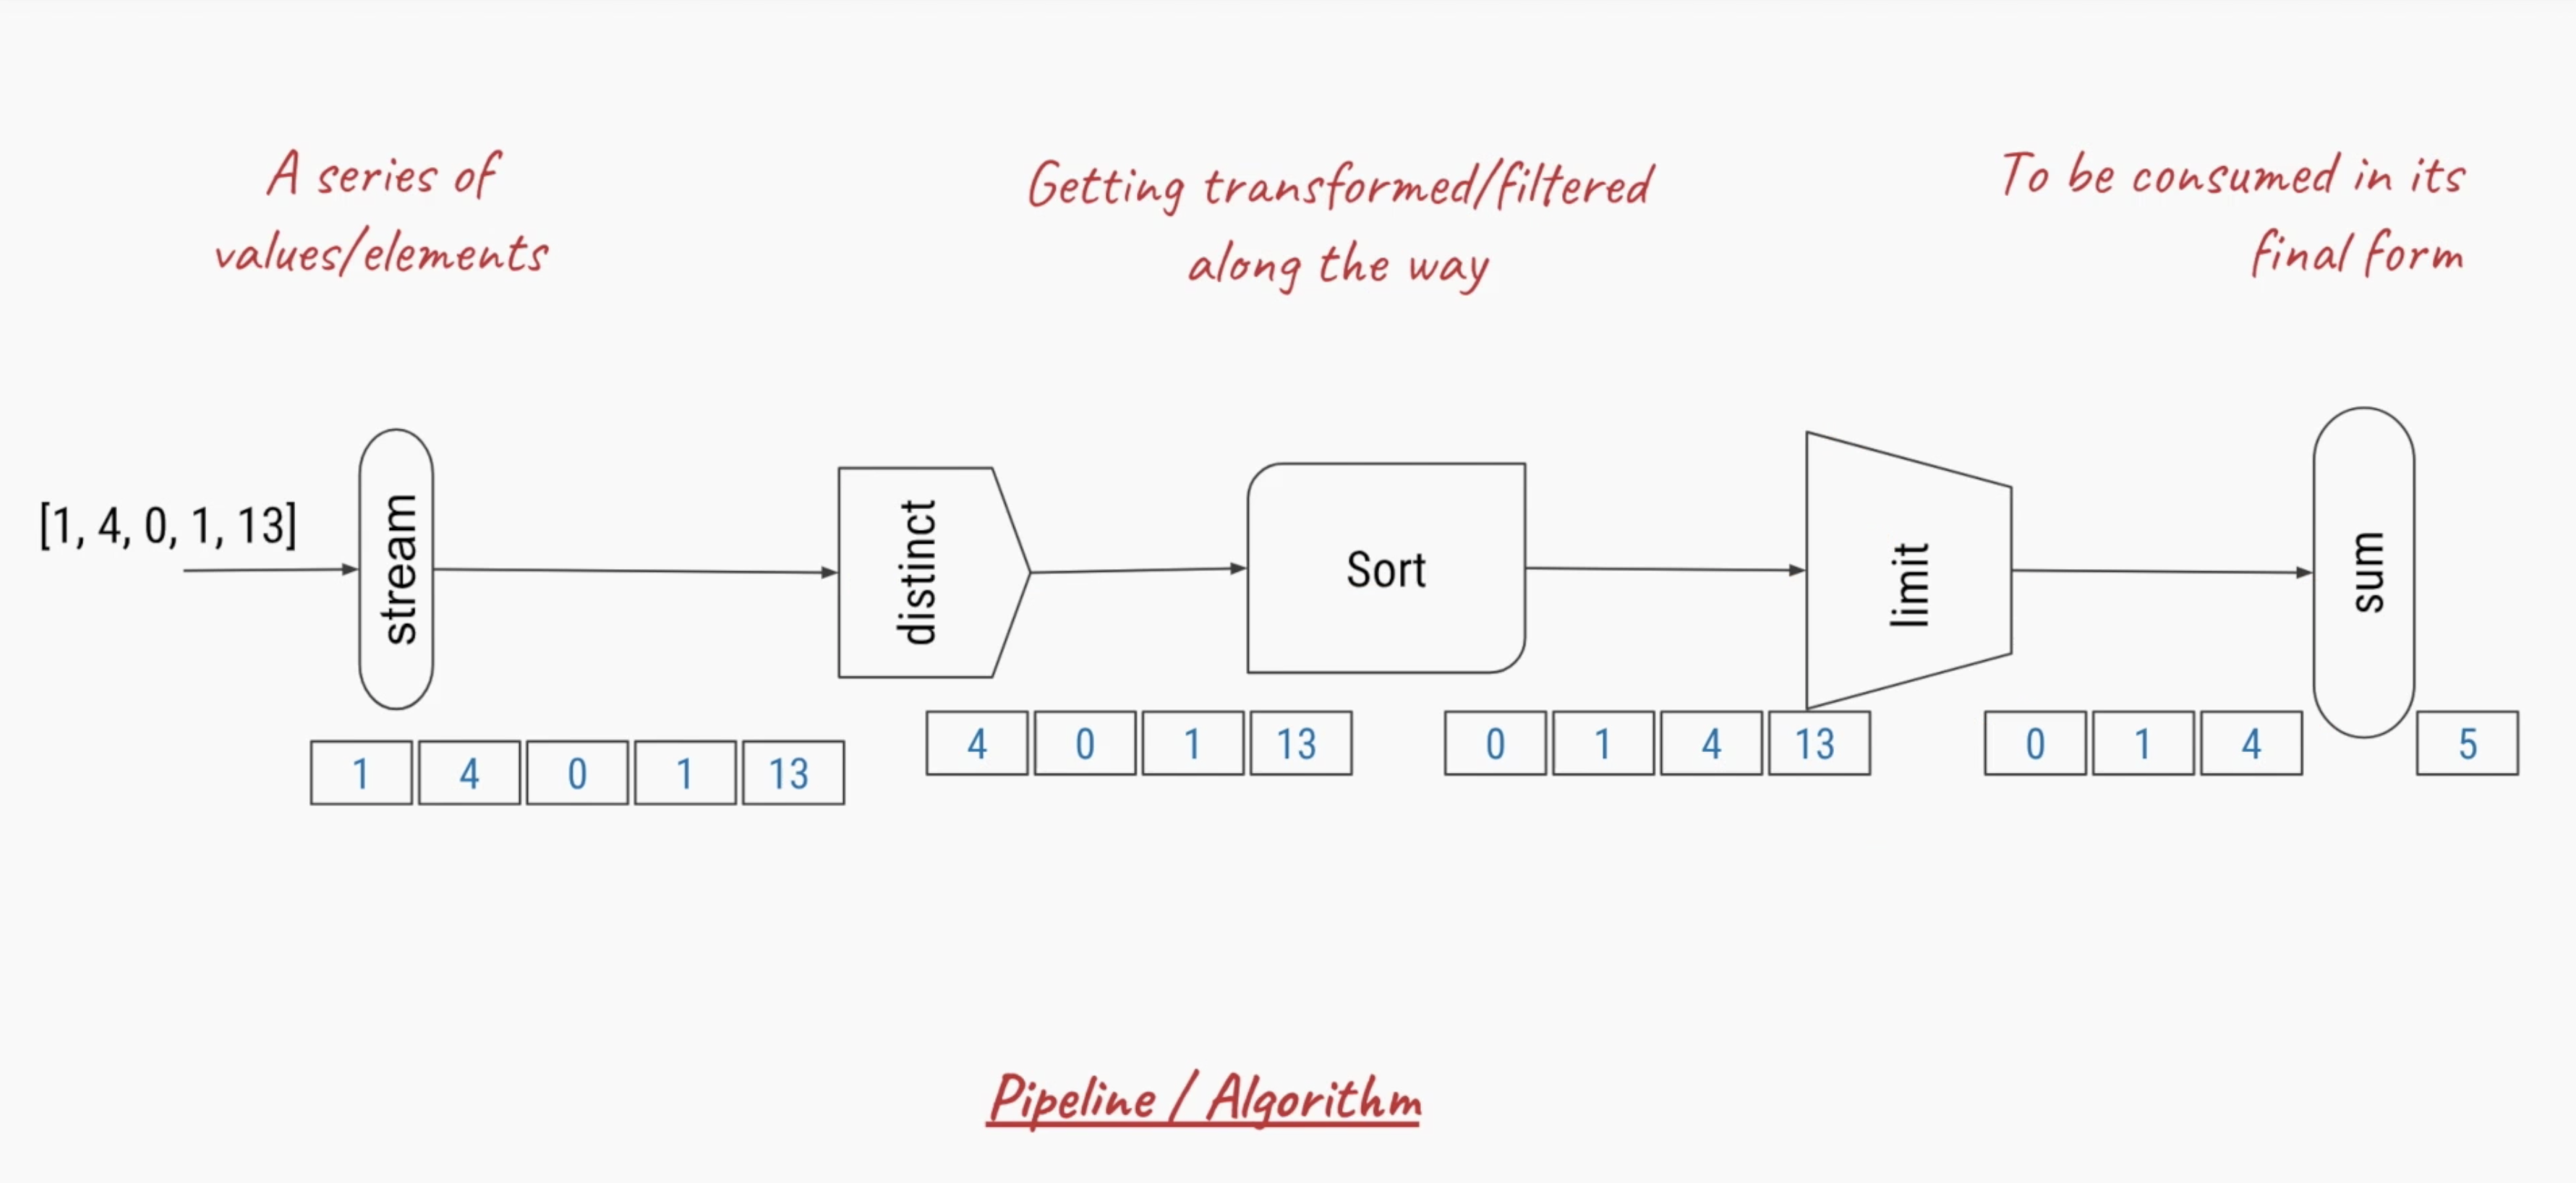 A series of
values/elements
Getting transformed/filtered
along the way
To be consumed in its
final form
[1, 4, 0, 1, 13]
stream
distinct
Sort
limit
sum
1 4 0 1 13
4 0 1 13
0 1 4 13
0 1 4
5
Pipeline / Algorithm